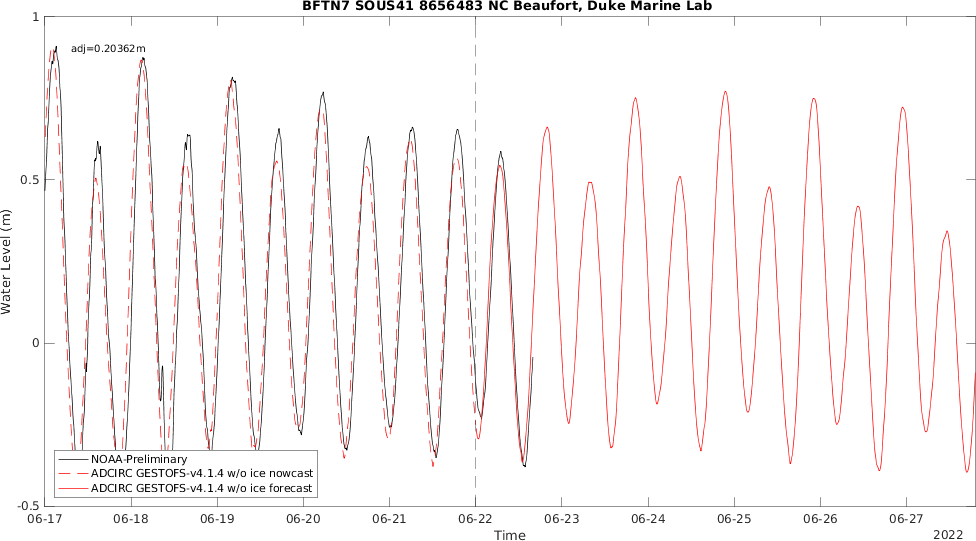 BFTN7 SOUS41 8656483 NC Beaufort, Duke Marine Lab
adj=0.20362m
1
0.5
0
-0.5
Water Level (m)
NOAA-Preliminary
ADCIRC GESTOFS-v4.1.4 w/o ice nowcast
ADCIRC GESTOFS-v4.1.4 w/o ice forecast
06-17 06-18 06-19 06-20 06-21 06-22 06-23 06-24 06-25 06-26 06-27
Time
2022